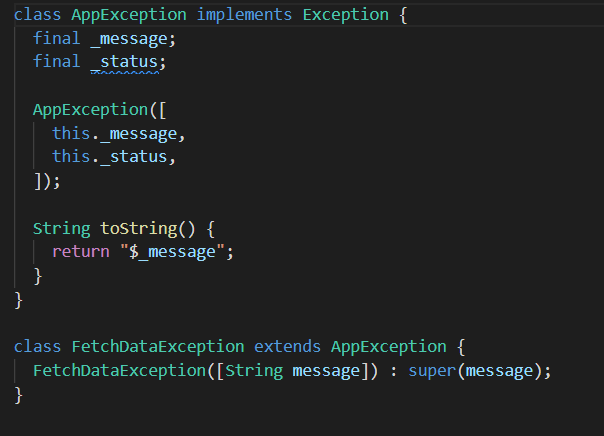 class AppException implements Exception {
  final _message;
  final _status;

  AppException([
    this._message,
    this._status,
  ]);

  String toString() {
    return "$_message";
  }
}

class FetchDataException extends AppException {
  FetchDataException([String message]) : super(message);
}